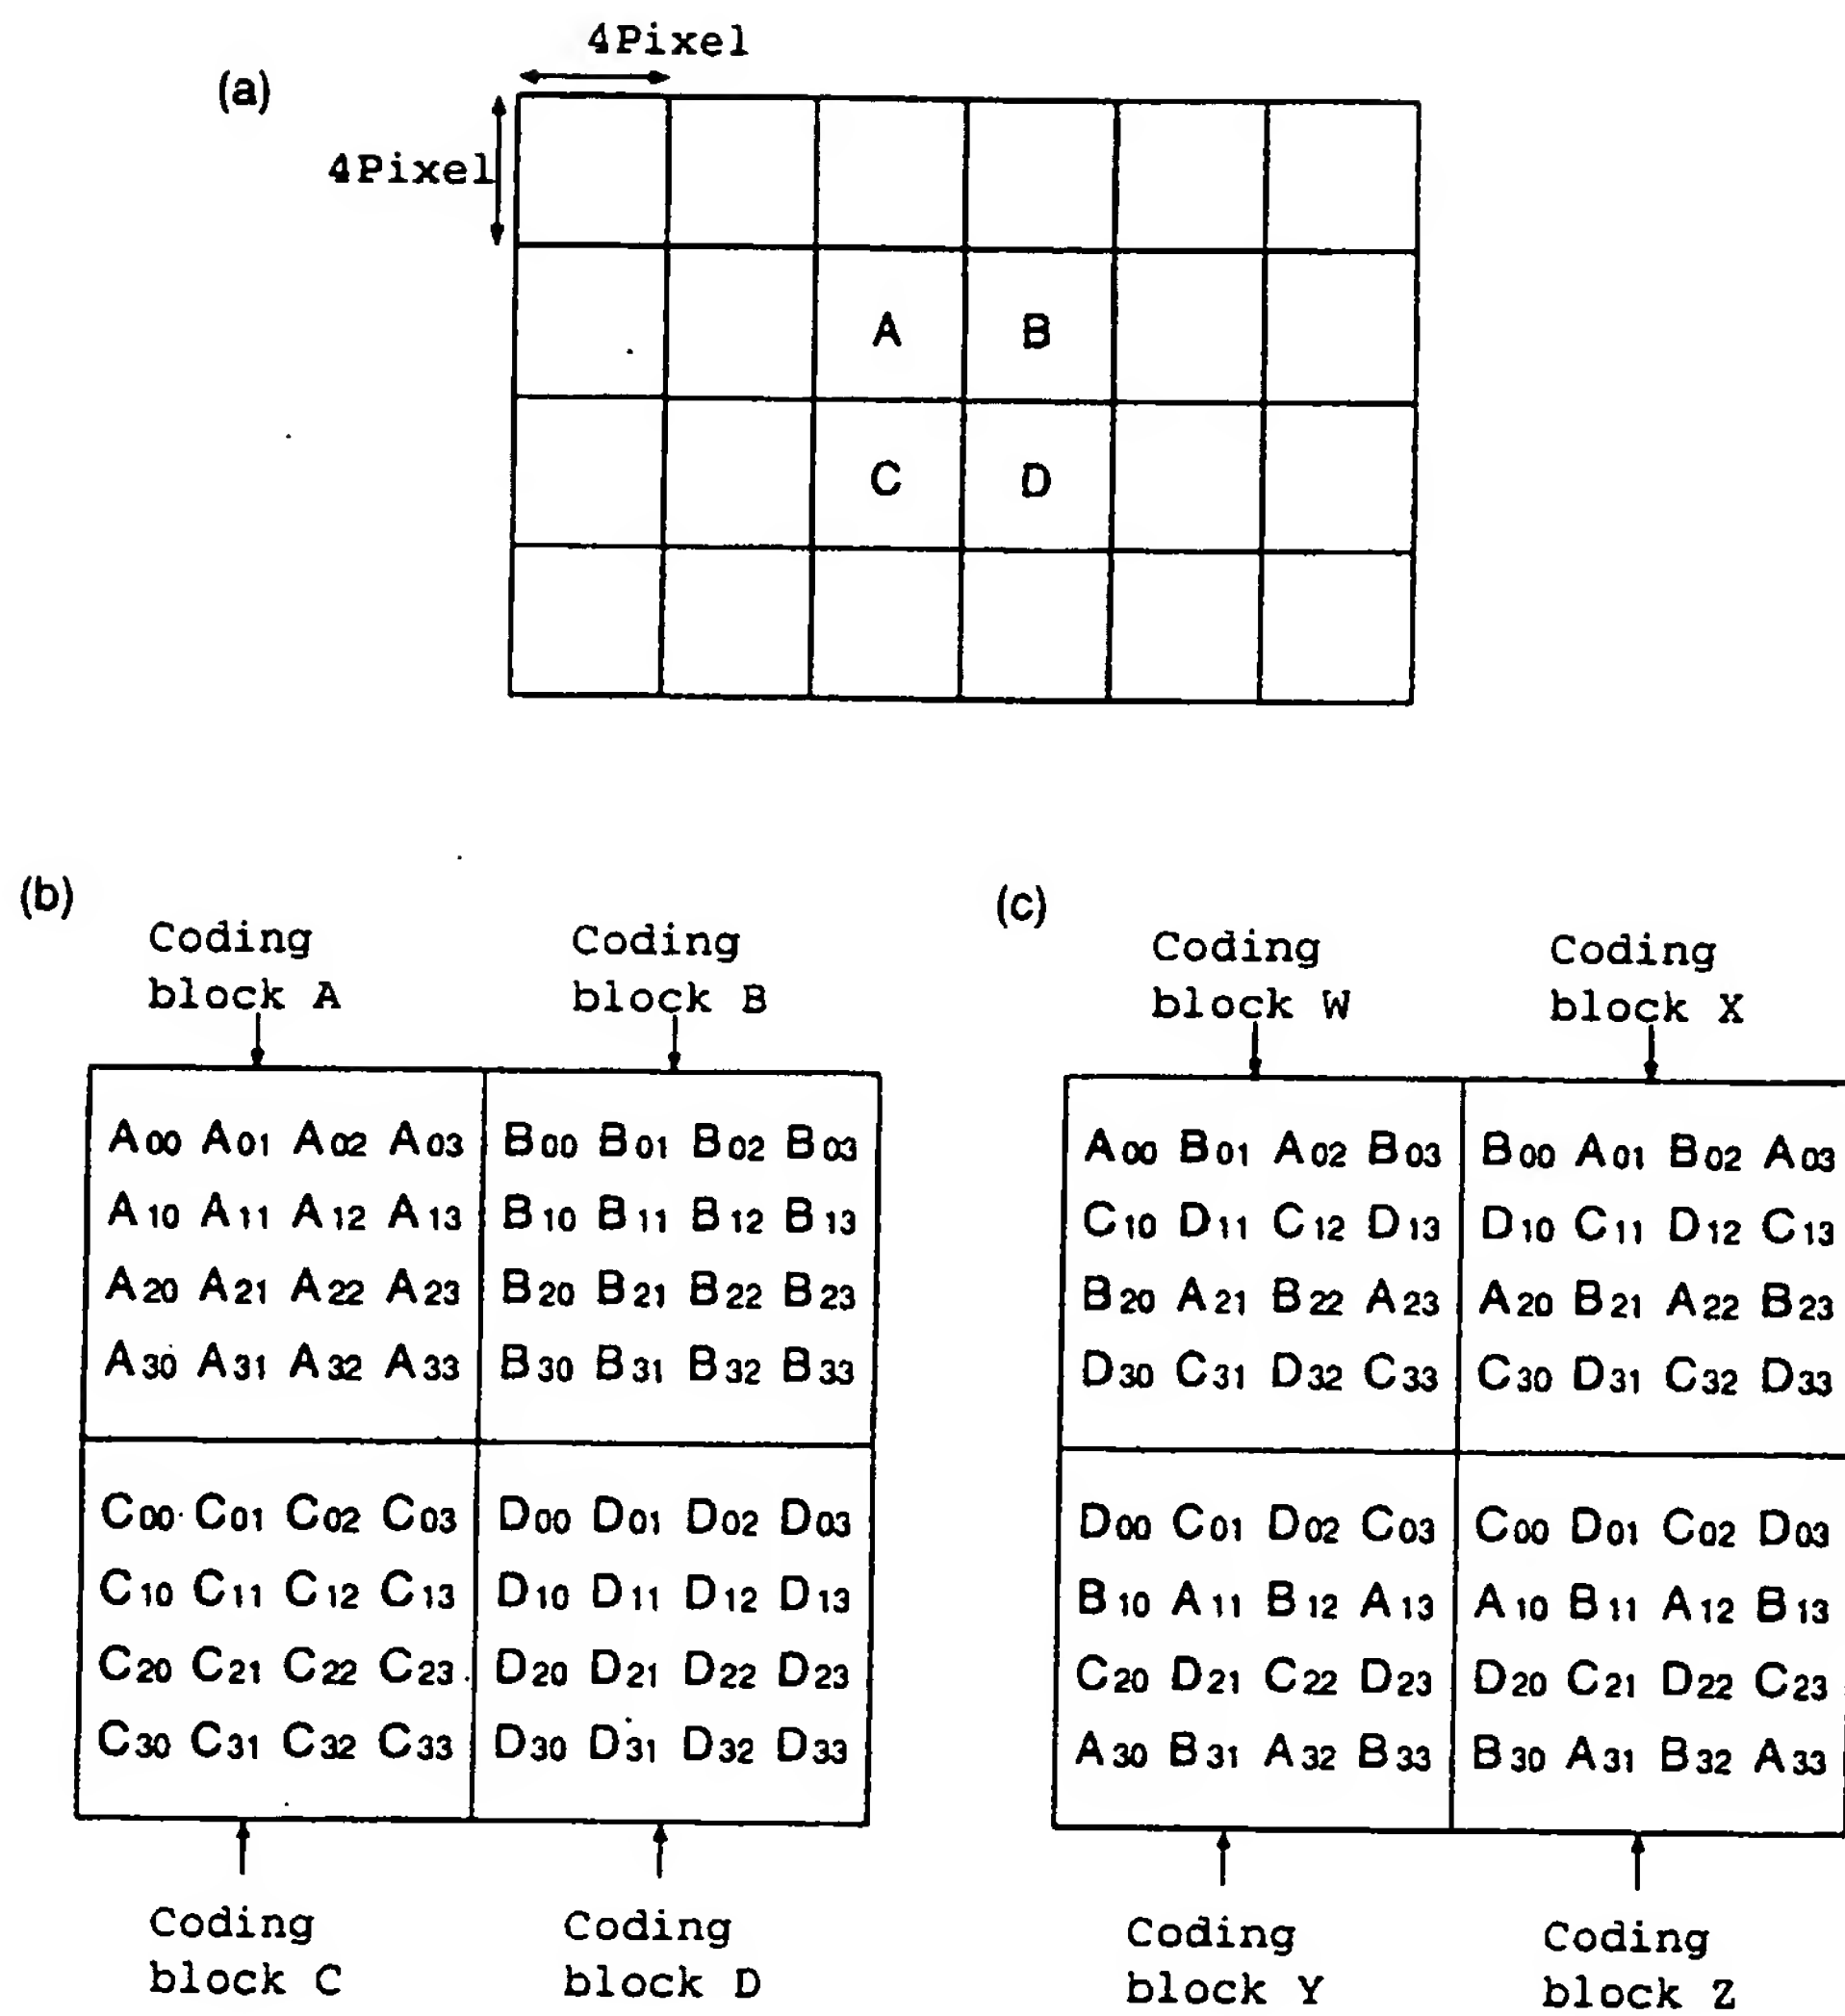 (a)
4Pixel
4Pixel
A B
C D
(b)
Coding
block A
Coding
block B
A00 A01 A02 A03 B00 B01 B02 B03
A10 A11 A12 A13 B10 B11 B12 B13
A20 A21 A22 A23 B20 B21 B22 B23
A30 A31 A32 A33 B30 B31 B32 B33
C00 C01 C02 C03 D00 D01 D02 D03
C10 C11 C12 C13 D10 D11 D12 D13
C20 C21 C22 C23 D20 D21 D22 D23
C30 C31 C32 C33 D30 D31 D32 D33
Coding
block C
Coding
block D
(c)
Coding
block W
Coding
block X
A00 B01 A02 B03 B00 A01 B02 A03
C10 D11 C12 D13 D10 C11 D12 C13
B20 A21 B22 A23 A20 B21 A22 B23
D30 C31 D32 C33 C30 D31 C32 D33
D00 C01 D02 C03 C00 D01 C02 D03
B10 A11 B12 A13 A10 B11 A12 B13
C20 D21 C22 D23 D20 C21 D22 C23
A30 B31 A32 B33 B30 A31 B32 A33
Coding
block Y
Coding
block Z